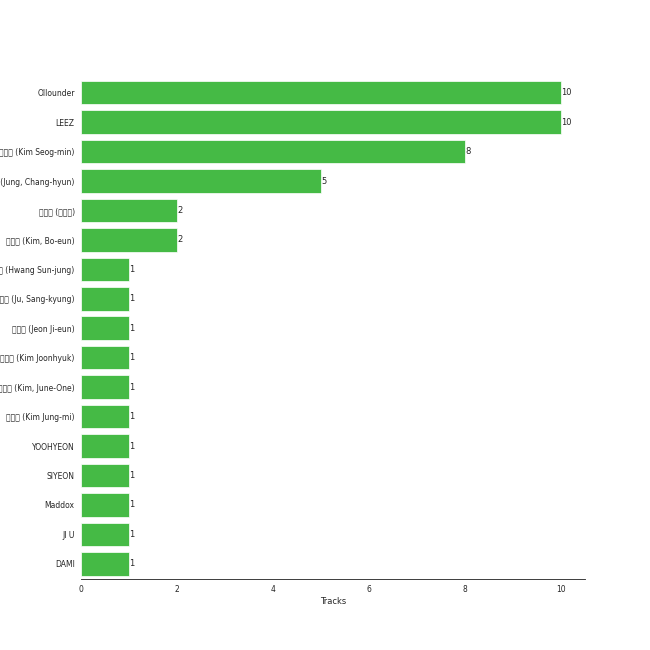 Ollounder
10
LEEZ
10
(Kim Seog-min)
8
(Jung, Chang-hyun)
5
2
(Kim, Bo-eun)
2
(Hwang Sun-jung)
1
(Ju, Sang-kyung)
1
(Jeon Ji-eun)
1
(Kim Joonhyuk)
1
(Kim, June-One)
1
(Kim Jung-mi)
1
YOOHYEON
1
SIYEON
1
Maddox
1
JI U
1
DAMI
1
0 2 4 6 8 10
Tracks